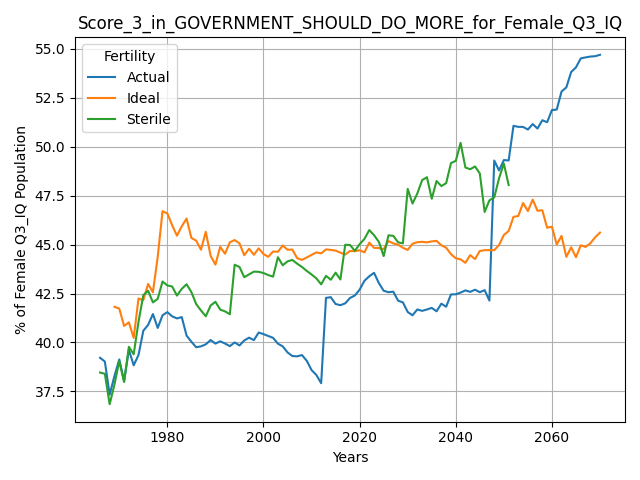 Score_3_in_GOVERNMENT_SHOULD_DO_MORE_for_Female_Q3_IQ
Fertility
Actual
Ideal
Sterile
% of Female Q3_IQ Population
55.0
52.5
50.0
47.5
45.0
42.5
40.0
37.5
1980 2000 2020 2040 2060
Years